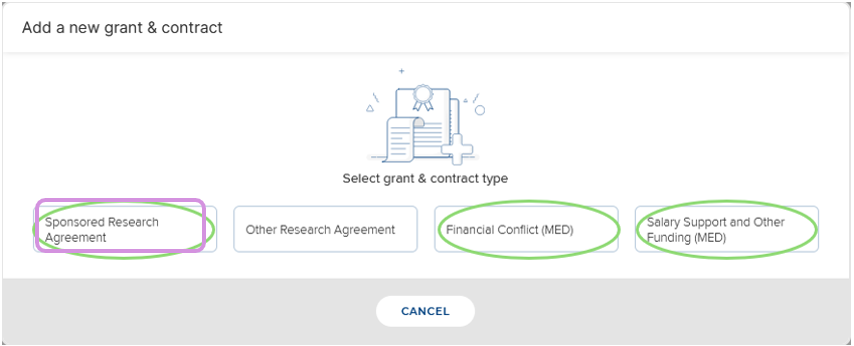 Add a new grant & contract
Select grant & contract type
Sponsored Research
Agreement
Other Research Agreement
Financial Conflict (MED)
Salary Support and Other
Funding (MED)
CANCEL